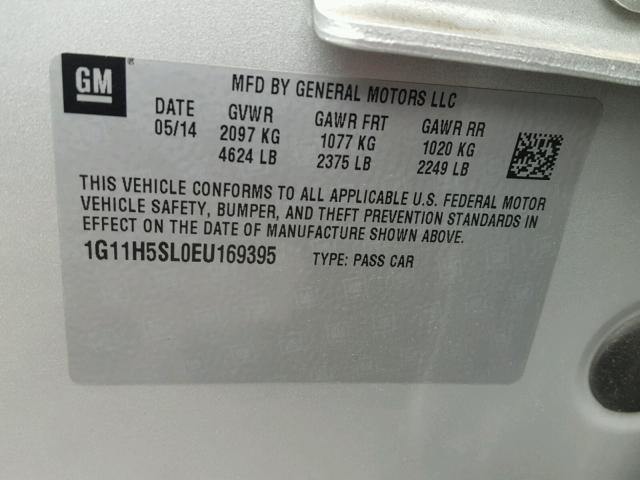 GM
MFD BY GENERAL MOTORS LLC
DATE GVWR GAWR FRT GAWR RR
05/14 2097 KG 1077 KG 1020 KG
4624 LB 2375 LB 2249 LB
THIS VEHICLE CONFORMS TO ALL APPLICABLE U.S. FEDERAL MOTOR
VEHICLE SAFETY, BUMPER, AND THEFT PREVENTION STANDARDS IN
EFFECT ON THE DATE OF MANUFACTURE SHOWN ABOVE.
1G11H5SL0EU169395 TYPE: PASS CAR